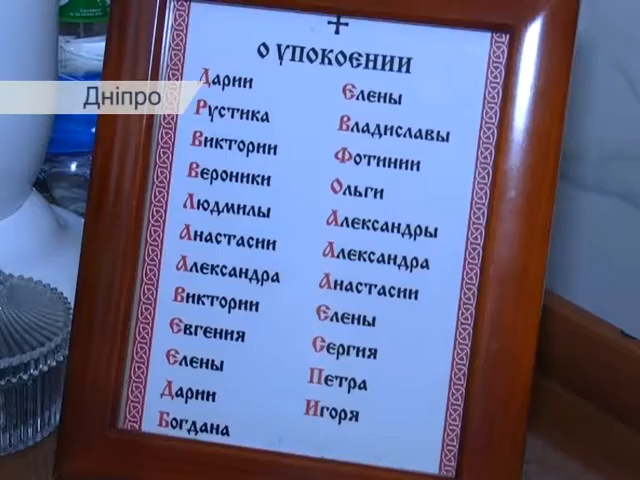 Дніпро
о упокоении
Дарии
Рустика
Виктории
Вероники
Людмилы
Анастасии
Александра
Виктории
Евгения
Елены
Дарии
Богдана
Елены
Владиславы
Фотинии
Ольги
Александры
Александра
Анастасии
Елены
Сергия
Петра
Игоря